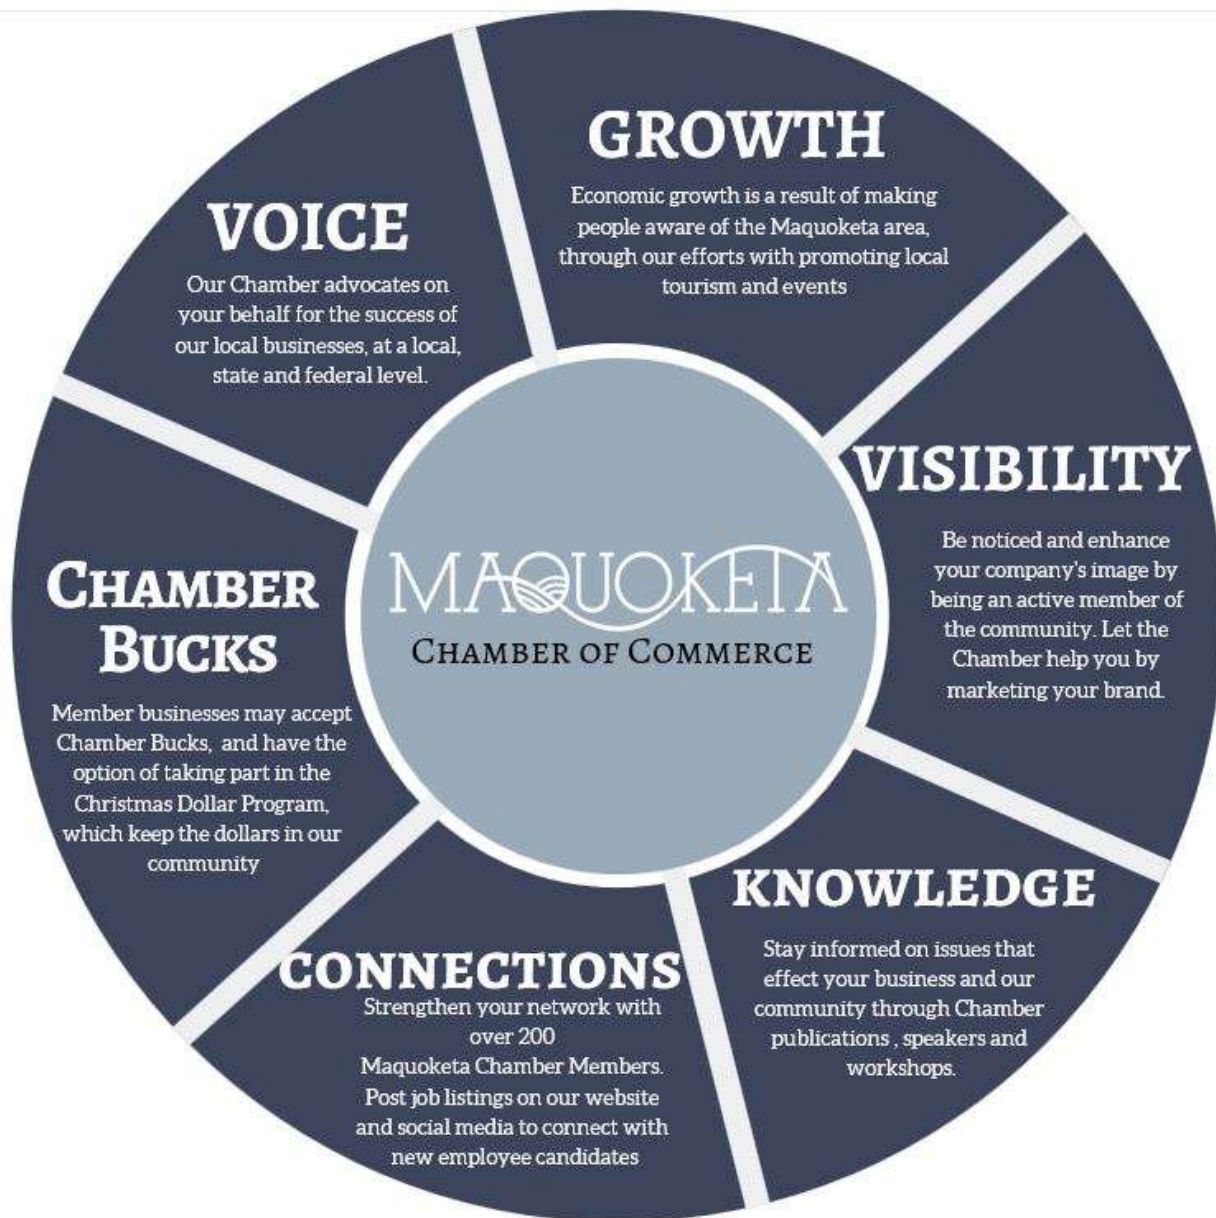 GROWTH
Economic growth is a result of making
people aware of the Maquoketa area,
through our efforts with promoting local
tourism and events
VISIBILITY
Be noticed and enhance
your company's image by
being an active member of
the community. Let the
Chamber help you by
marketing your brand.
KNOWLEDGE
Stay informed on issues that
effect your business and our
community through Chamber
publications , speakers and
workshops.
CONNECTIONS
Strengthen your network with
over 200
Maquoketa Chamber Members.
Post job listings on our website
and social media to connect with
new employee candidates
CHAMBER
BUCKS
Member businesses may accept
Chamber Bucks, and have the
option of taking part in the
Christmas Dollar Program,
which keep the dollars in our
community
VOICE
Our Chamber advocates on
your behalf for the success of
our local businesses, at a local,
state and federal level.
MAQUOKETA
CHAMBER OF COMMERCE